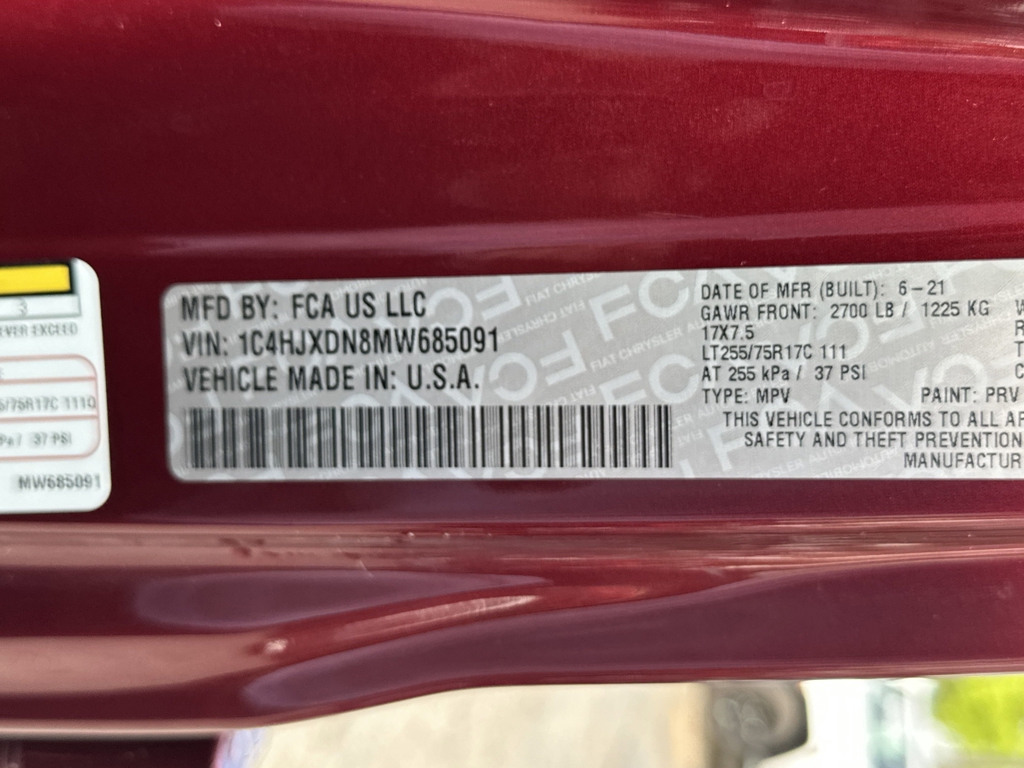 3
EVER EXCEED
5/75R17C 111Q
Pa / 37 PSI
MW685091
MFD BY: FCA US LLC
VIN: 1C4HJXDN8MW685091
VEHICLE MADE IN: U.S.A.
DATE OF MFR (BUILT): 6-21
GAWR FRONT: 2700 LB / 1225 KG
17X7.5
LT255/75R17C 111
AT 255 kPa / 37 PSI
TYPE: MPV PAINT: PRV
THIS VEHICLE CONFORMS TO ALL AP
SAFETY AND THEFT PREVENTION
MANUFACTUR